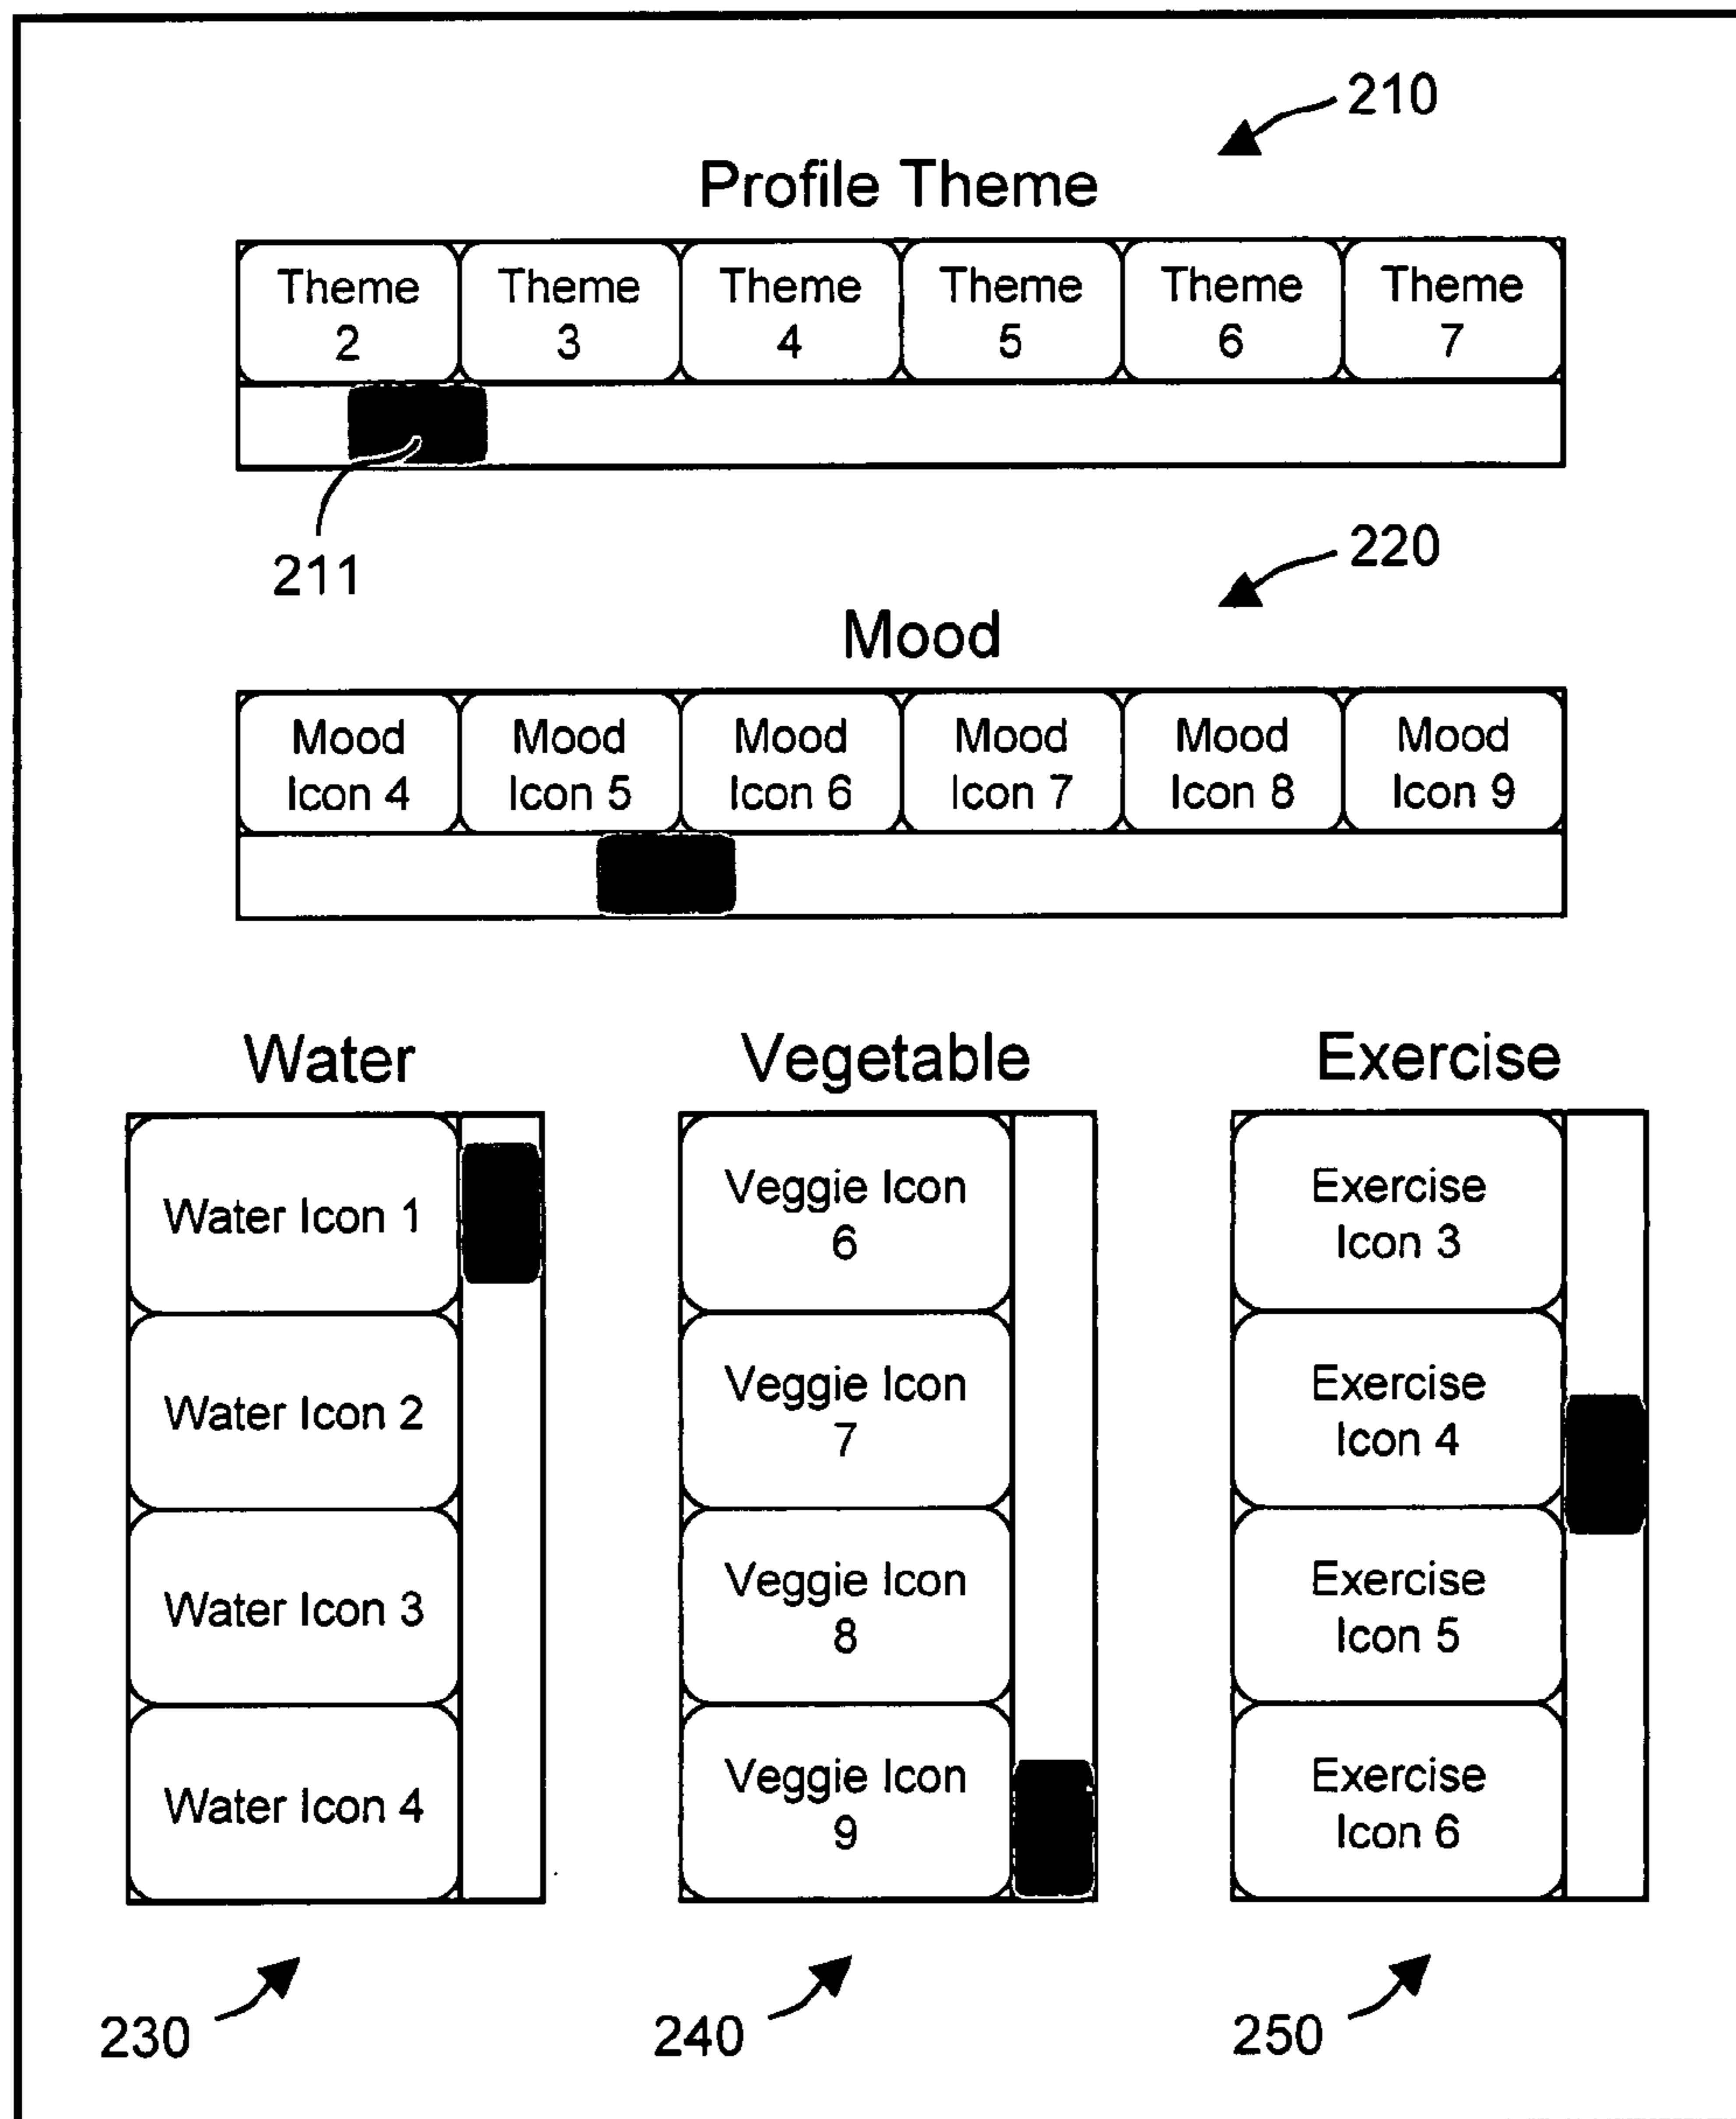 210
Profile Theme
Theme 2
Theme 3
Theme 4
Theme 5
Theme 6
Theme 7
211
220
Mood
Mood Icon 4
Mood Icon 5
Mood Icon 6
Mood Icon 7
Mood Icon 8
Mood Icon 9
Water
Water Icon 1
Water Icon 2
Water Icon 3
Water Icon 4
230
Vegetable
Veggie Icon
6
Veggie Icon
7
Veggie Icon
8
Veggie Icon
9
240
Exercise
Exercise
Icon 3
Exercise
Icon 4
Exercise
Icon 5
Exercise
Icon 6
250